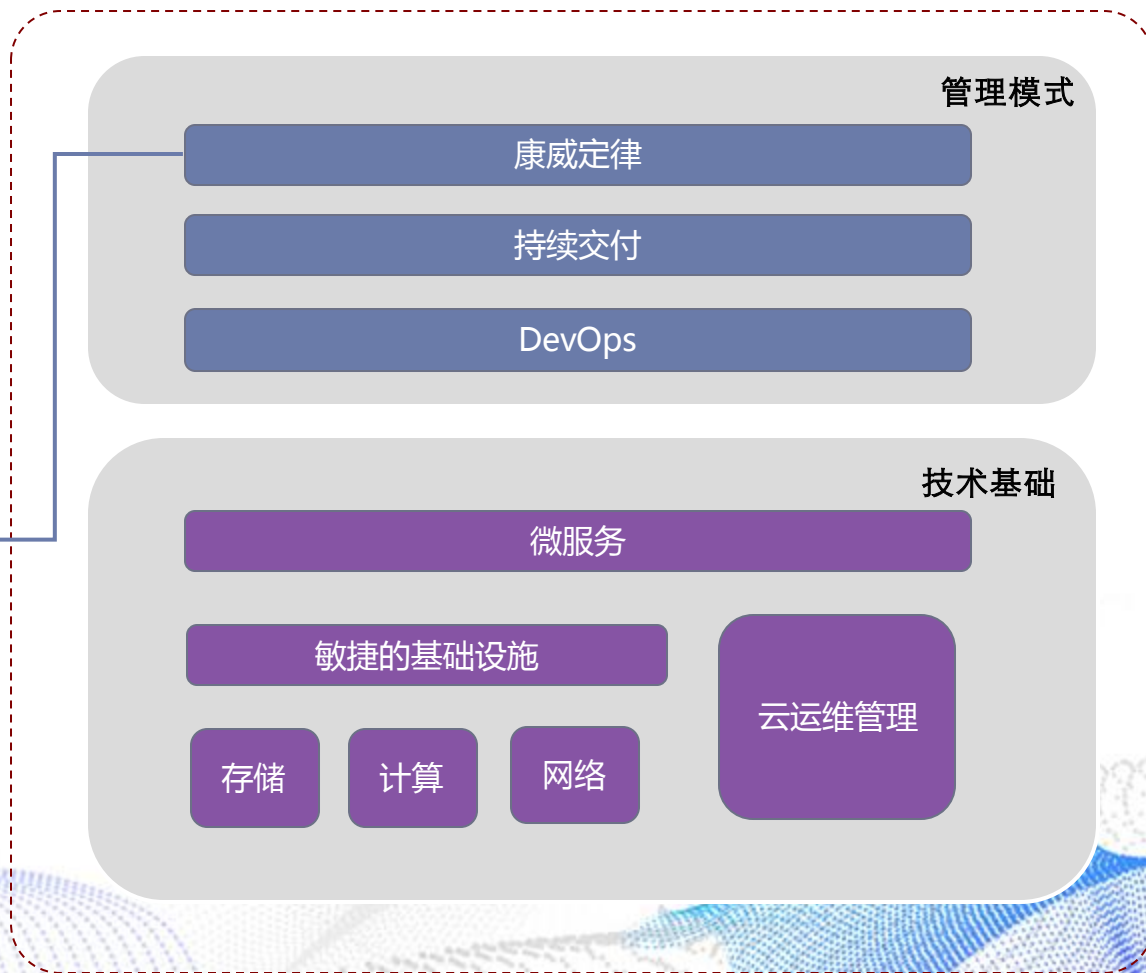 管理模式
康威定律
持续交付
DevOps
技术基础
微服务
敏捷的基础设施
云运维管理
存储
计算
网络